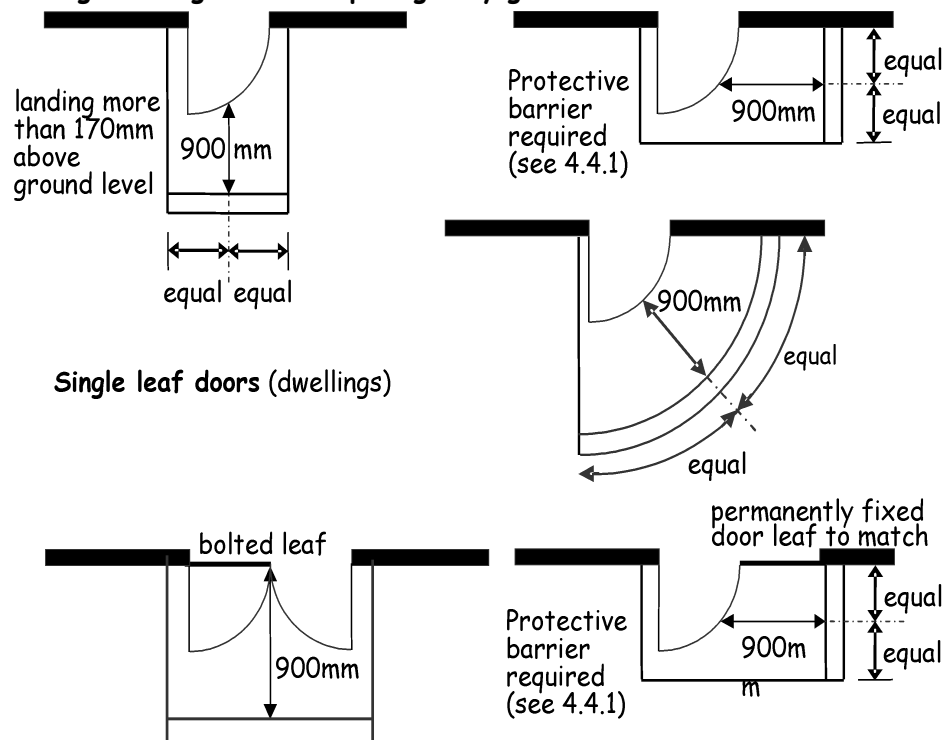 landing more
than 170mm
above
ground level
900 mm
equal equal
Protective
barrier
required
(see 4.4.1)
900mm
equal
equal
900mm
equal
equal
Single leaf doors (dwellings)
bolted leaf
900mm
permanently fixed
door leaf to match
Protective
barrier
required
(see 4.4.1)
900m
m
equal
equal